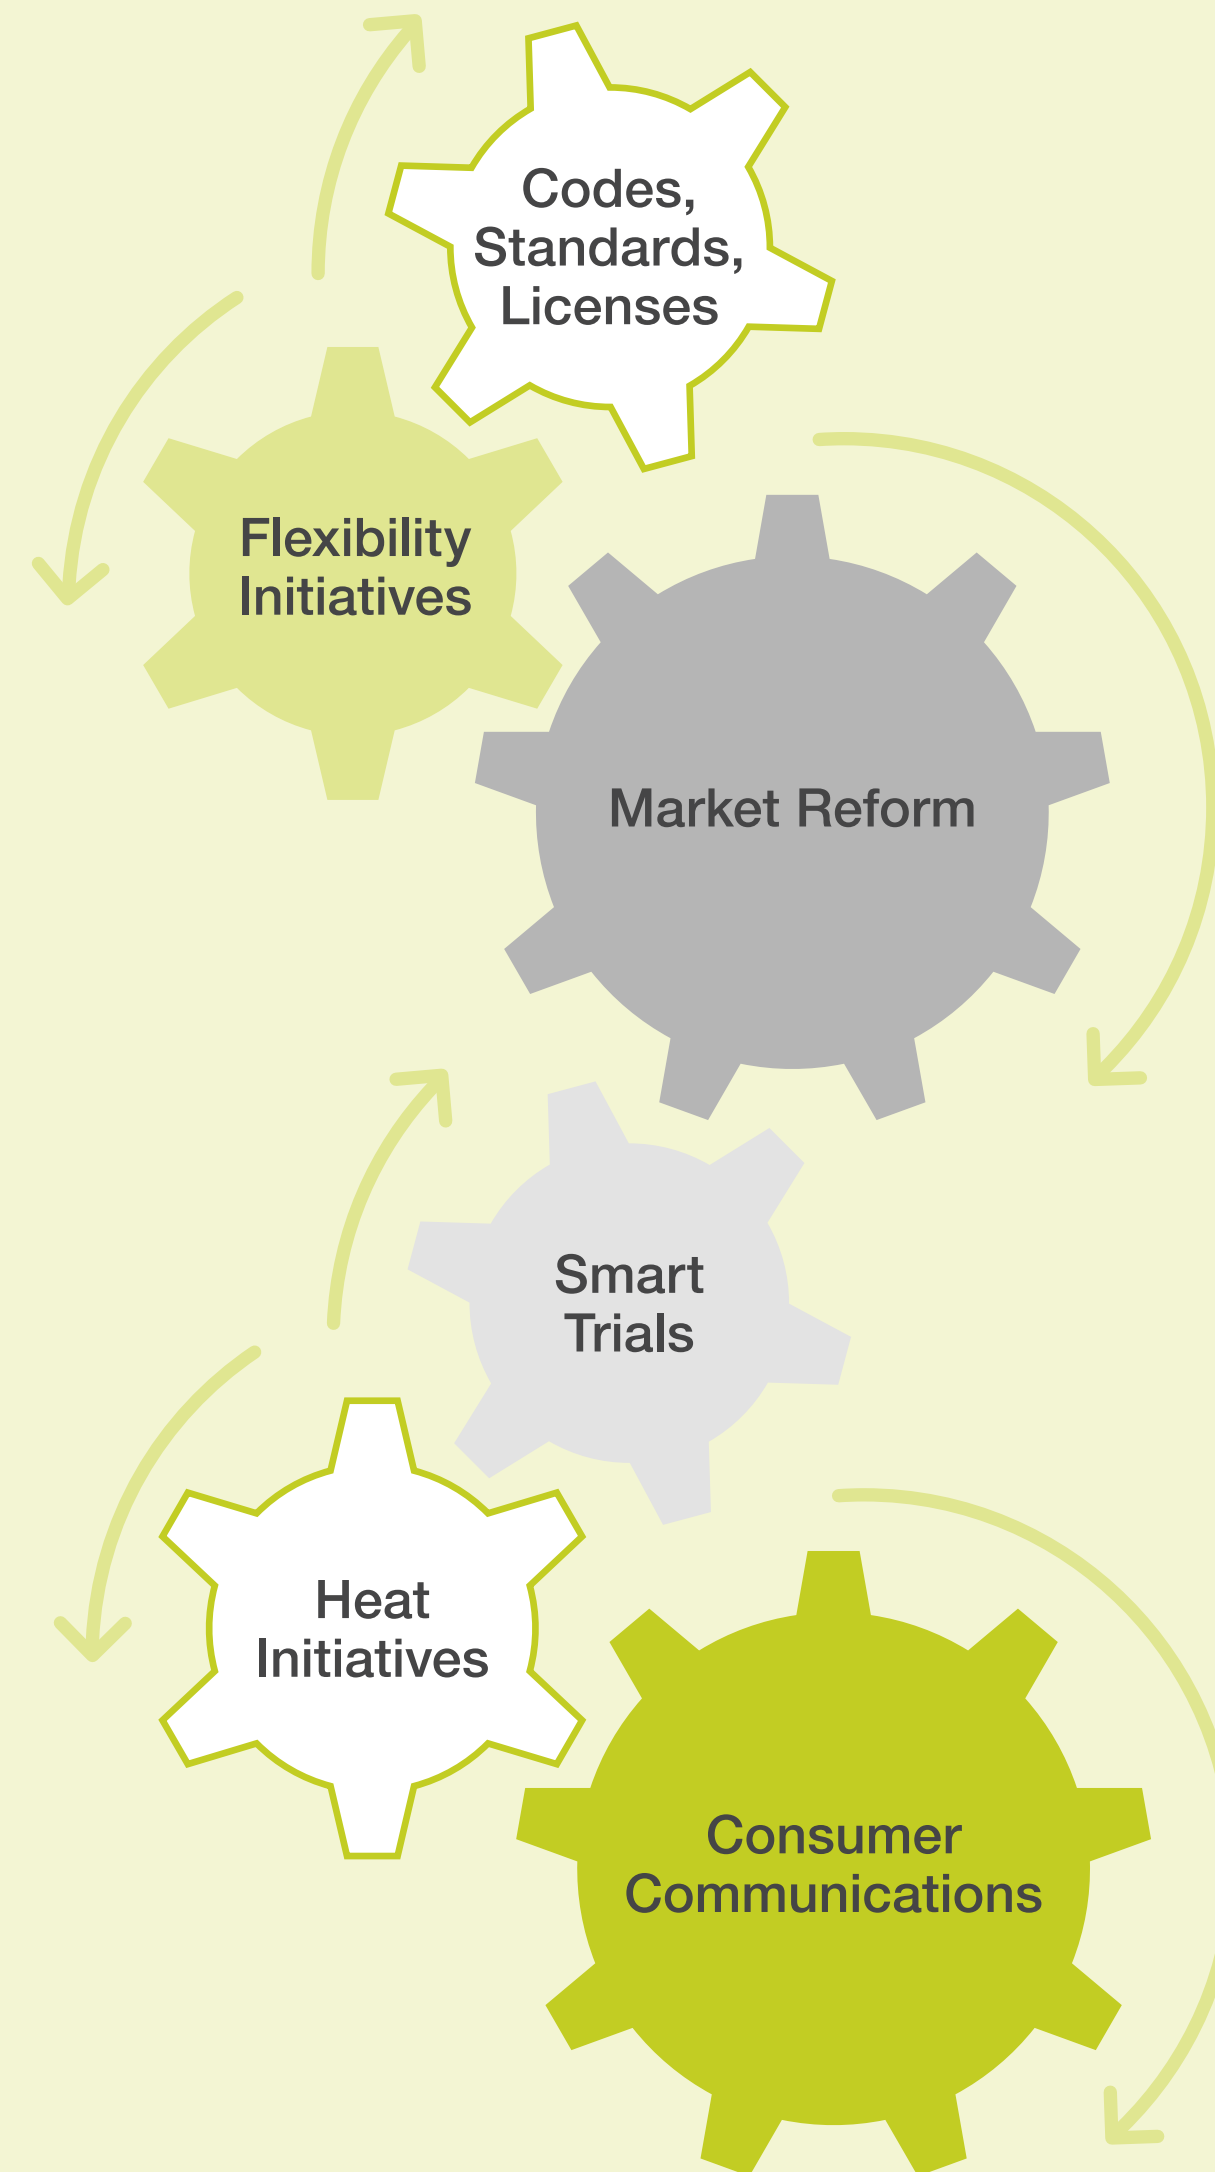 Codes,
Standards,
Licenses
Flexibility
Initiatives
Market Reform
Smart
Trials
Heat
Initiatives
Consumer
Communications